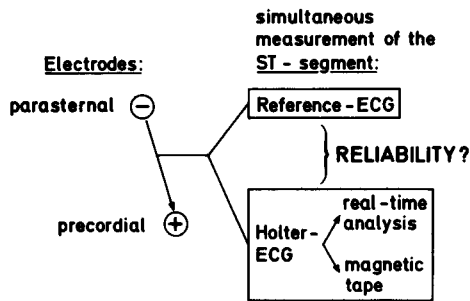 simultaneous
measurement of the
ST - segment:
Electrodes:
parasternal −
Reference - ECG
RELIABILITY?
precordial +
Holter -
ECG
real - time
analysis
magnetic
tape